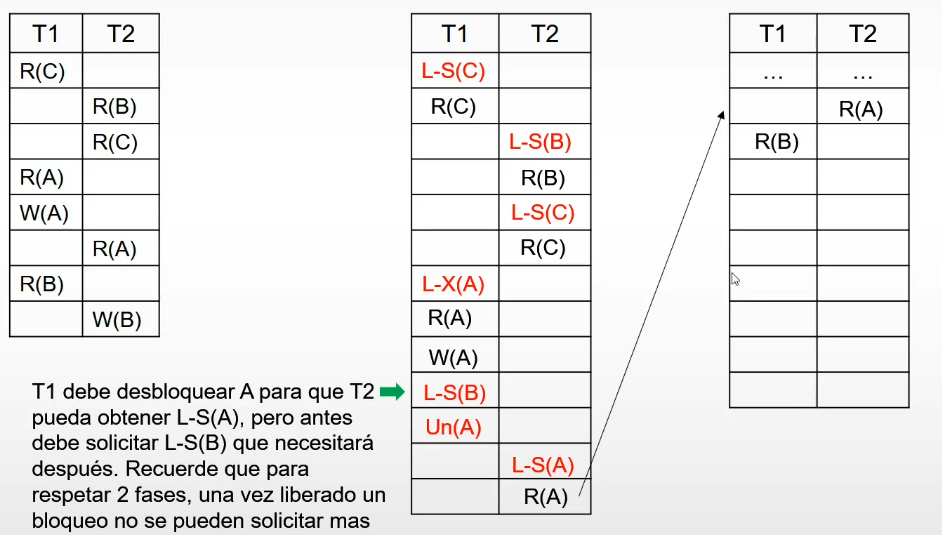 T1 T2
R(C)
R(B)
R(C)
R(A)
W(A)
R(A)
R(B)
W(B)
T1 debe desbloquear A para que T2
pueda obtener L-S(A), pero antes
debe solicitar L-S(B) que necesitará
después. Recuerde que para
respetar 2 fases, una vez liberado un
bloqueo no se pueden solicitar mas
T1 T2
L-S(C)
R(C)
L-S(B)
R(B)
L-S(C)
R(C)
L-X(A)
R(A)
W(A)
L-S(B)
Un(A)
L-S(A)
R(A)
T1 T2
... ...
R(A)
R(B)